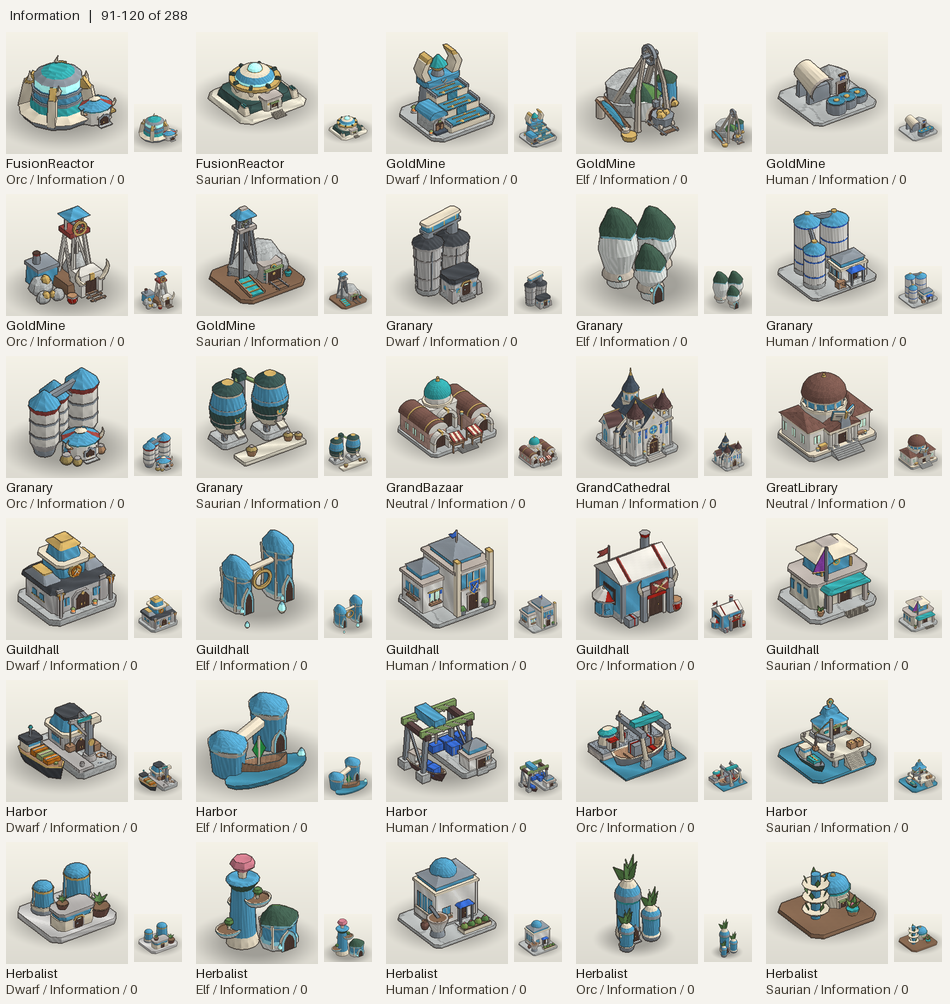 Information | 91-120 of 288
FusionReactor
Orc / Information / 0
FusionReactor
Saurian / Information / 0
GoldMine
Dwarf / Information / 0
GoldMine
Elf / Information / 0
GoldMine
Human / Information / 0
GoldMine
Orc / Information / 0
GoldMine
Saurian / Information / 0
Granary
Dwarf / Information / 0
Granary
Elf / Information / 0
Granary
Human / Information / 0
Granary
Orc / Information / 0
Granary
Saurian / Information / 0
GrandBazaar
Neutral / Information / 0
GrandCathedral
Human / Information / 0
GreatLibrary
Neutral / Information / 0
Guildhall
Dwarf / Information / 0
Guildhall
Elf / Information / 0
Guildhall
Human / Information / 0
Guildhall
Orc / Information / 0
Guildhall
Saurian / Information / 0
Harbor
Dwarf / Information / 0
Harbor
Elf / Information / 0
Harbor
Human / Information / 0
Harbor
Orc / Information / 0
Harbor
Saurian / Information / 0
Herbalist
Dwarf / Information / 0
Herbalist
Elf / Information / 0
Herbalist
Human / Information / 0
Herbalist
Orc / Information / 0
Herbalist
Saurian / Information / 0